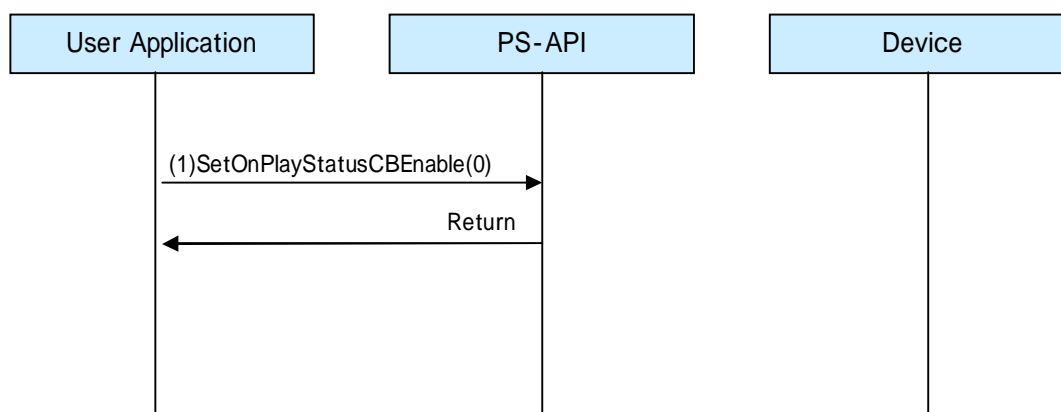 User Application
PS-API
Device
(1)SetOnPlayStatusCBEnable(0)
Return